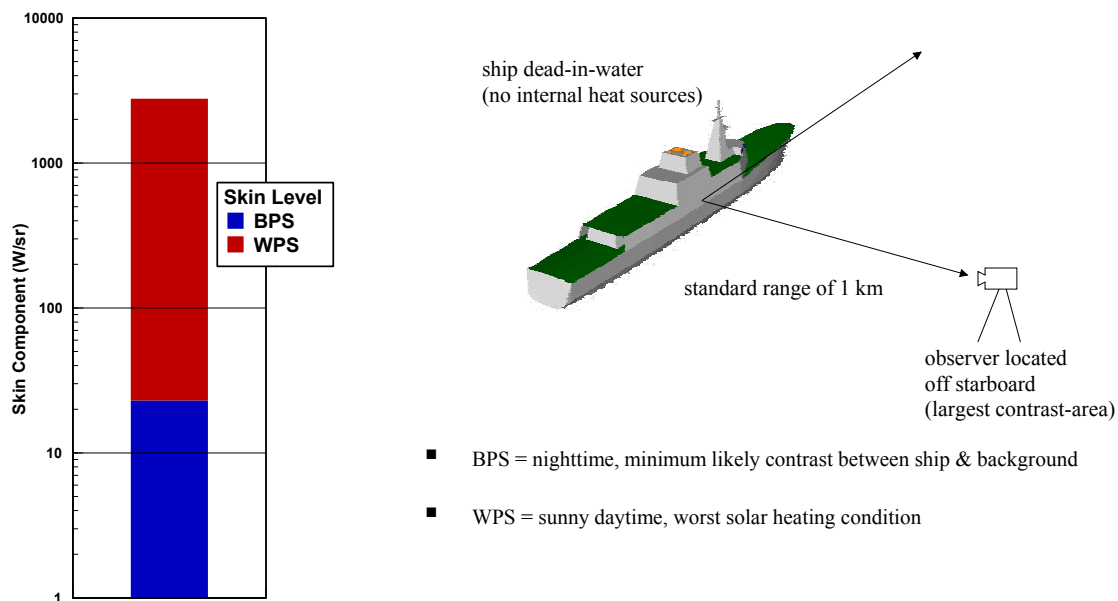 10000
1000
100
10
1
Skin Component (W/sr)
Skin Level
BPS
WPS
ship dead-in-water
(no internal heat sources)
standard range of 1 km
observer located
off starboard
(largest contrast-area)
■ BPS = nighttime, minimum likely contrast between ship & background
■ WPS = sunny daytime, worst solar heating condition